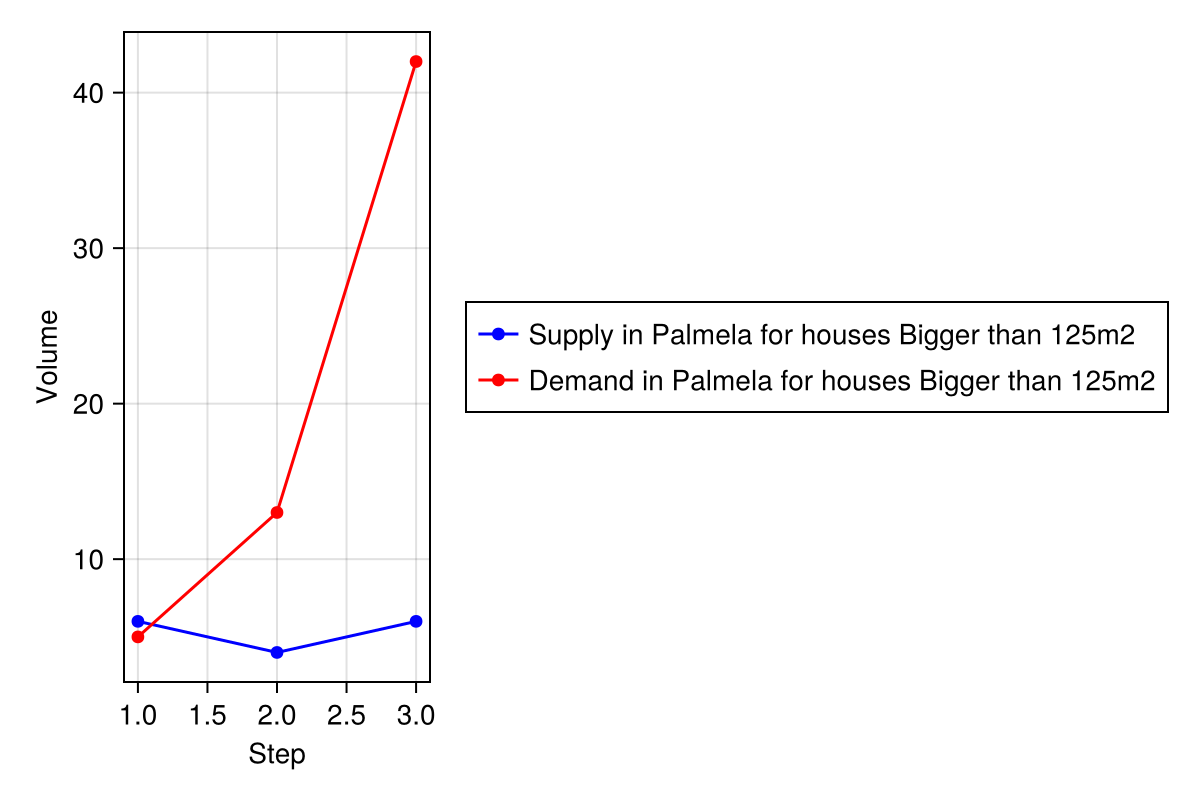 40
30
20
10
Volume
1.0 1.5 2.0 2.5 3.0
Step
Supply in Palmela for houses Bigger than 125m2
Demand in Palmela for houses Bigger than 125m2